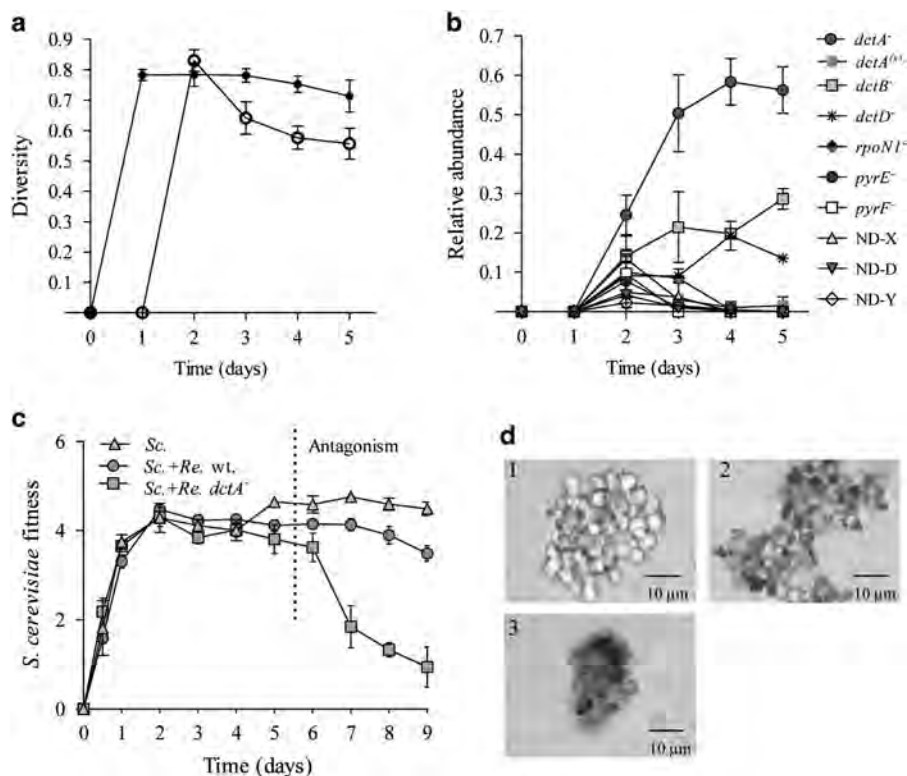 a
0.9
0.8
0.7
0.6
0.5
0.4
0.3
0.2
0.1
0 1 2 3 4 5
Diversity
Time (days)
b
0.7
0.6
0.5
0.4
0.3
0.2
0.1
0 1 2 3 4 5
Relative abundance
Time (days)
dctA⁻
dctB⁻
dctD⁻
pyrE⁻
pyrF⁻
ND-X
ND-D
ND-Y
c
6
4
2
0
0 1 2 3 4 5 6 7 8 9
S. cerevisiae fitness
Time (days)
Sc.
Sc.+Re. wt.
Sc.+Re. dctA⁻
Antagonism
d
1
10 µm
2
10 µm
3
10 µm